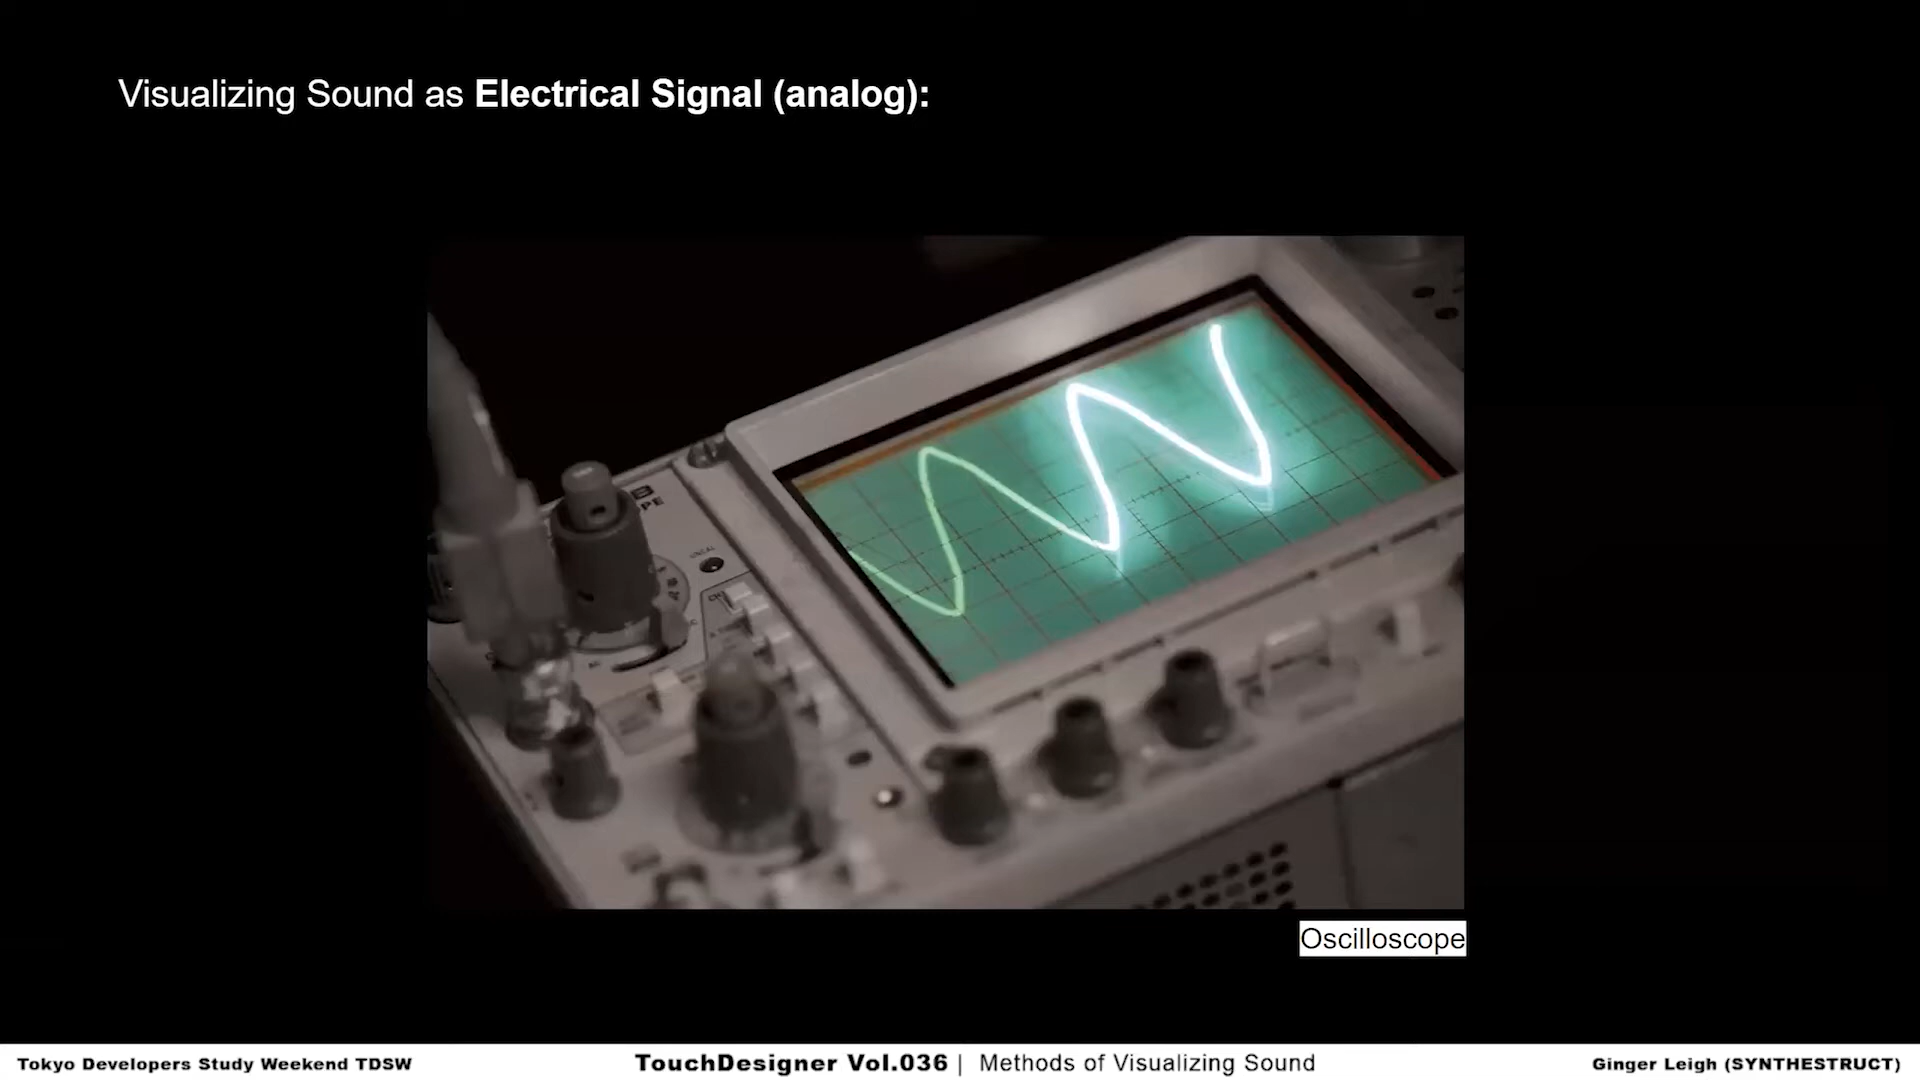 Visualizing Sound as Electrical Signal (analog):
Oscilloscope
Tokyo Developers Study Weekend TDSW
TouchDesigner Vol.036 | Methods of Visualizing Sound
Ginger Leigh (SYNTHESTRUCT)